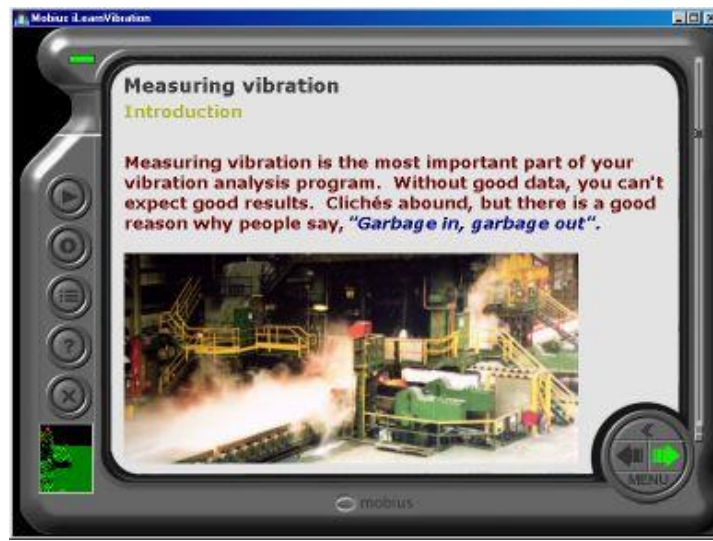 Mobius iLearnVibration
Measuring vibration
Introduction
Measuring vibration is the most important part of your
vibration analysis program. Without good data, you can't
expect good results. Clichés abound, but there is a good
reason why people say, "Garbage in, garbage out".
MENU
mobius